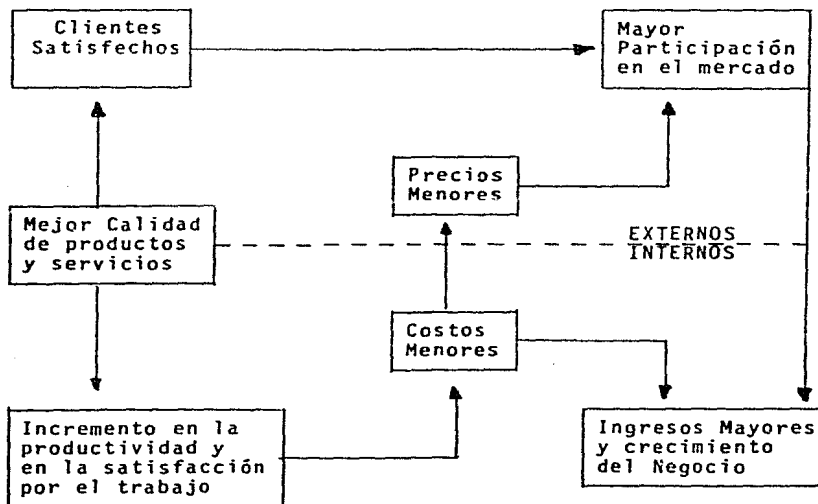 Clientes
Satisfechos
Mayor
Participación
en el mercado
Precios
Menores
Mejor Calidad
de productos
y servicios
EXTERNOS
INTERNOS
Costos
Menores
Incremento en la
productividad y
en la satisfacción
por el trabajo
Ingresos Mayores
y crecimiento
del Negocio